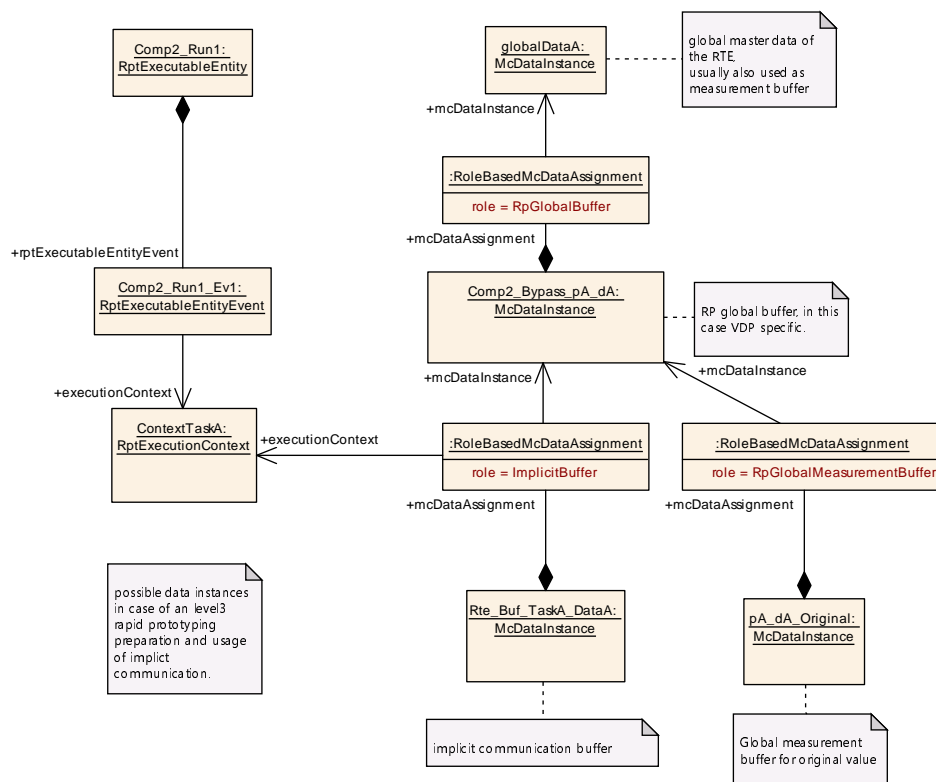 Comp2_Run1:
RptExecutableEntity
globalDataA:
McDataInstance
global master data of
the RTE,
usually also used as
measurement buffer
+mcDataInstance
:RoleBasedMcDataAssignment
role = RpGlobalBuffer
+mcDataAssignment
+rptExecutableEntityEvent
Comp2_Run1_Ev1:
RptExecutableEntityEvent
Comp2_Bypass_pA_dA:
McDataInstance
RP global buffer, in this
case VDP specific.
+mcDataInstance
+mcDataInstance
+executionContext
ContextTaskA:
RptExecutionContext
+executionContext
:RoleBasedMcDataAssignment
role = ImplicitBuffer
:RoleBasedMcDataAssignment
role = RpGlobalMeasurementBuffer
+mcDataAssignment
+mcDataAssignment
possible data instances
in case of an level3
rapid prototyping
preparation and usage
of implict
communication.
Rte_Buf_TaskA_DataA:
McDataInstance
pA_dA_Original:
McDataInstance
implicit communication buffer
Global measurement
buffer for original value